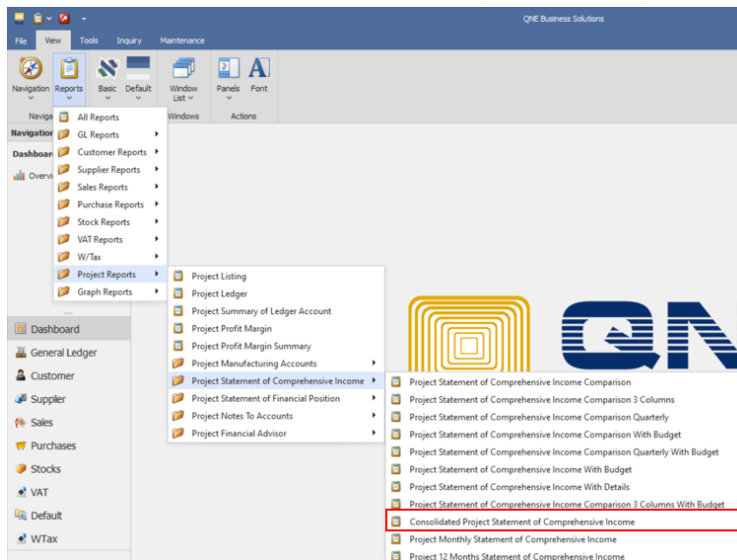 QNE Business Solutions
File View Tools Inquiry Maintenance
Navigation Reports Basic Default Window List Panels Font
Windows Actions
All Reports
Navigation
GL Reports
Customer Reports
Supplier Reports
Sales Reports
Purchase Reports
Stock Reports
VAT Reports
W/Tax
Project Reports
Graph Reports
Project Listing
Project Ledger
Project Summary of Ledger Account
Project Profit Margin
Project Profit Margin Summary
Project Manufacturing Accounts
Project Statement of Comprehensive Income
Project Statement of Financial Position
Project Notes To Accounts
Project Financial Advisor
Project Statement of Comprehensive Income Comparison
Project Statement of Comprehensive Income Comparison 3 Columns
Project Statement of Comprehensive Income Quarterly
Project Statement of Comprehensive Income Comparison With Budget
Project Statement of Comprehensive Income Comparison Quarterly With Budget
Project Statement of Comprehensive Income With Budget
Project Statement of Comprehensive Income With Details
Project Statement of Comprehensive Income Comparison 3 Columns With Budget
Consolidated Project Statement of Comprehensive Income
Project Monthly Statement of Comprehensive Income
Project 12 Months Statement of Comprehensive Income
...
Dashboard
General Ledger
Customer
Supplier
Sales
Purchases
Stocks
VAT
Default
WTax
QN